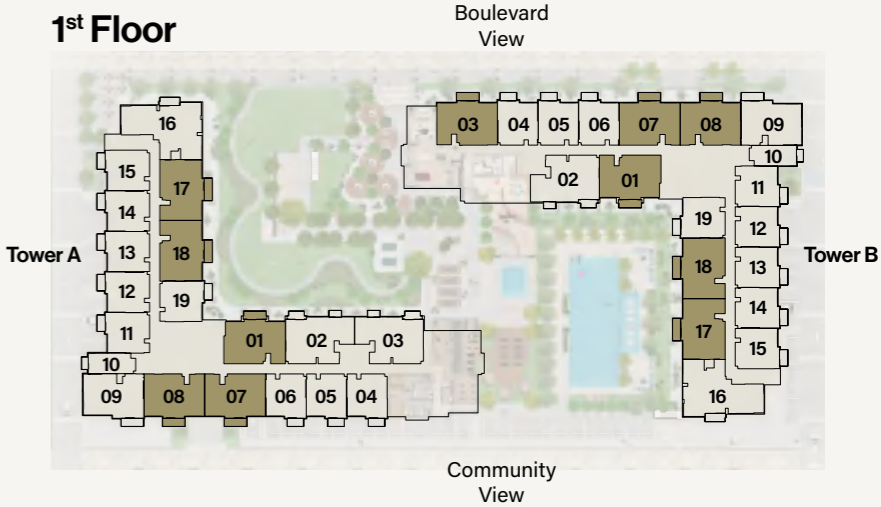 1st Floor
Boulevard
View
03 04 05 06 07 08 09
16
10
15
17
02 01
11
14
19
12
Tower A
13
18
18
13
Tower B
12
19
14
11
01 02 03
17
15
10
09 08 07 06 05 04
16
Community
View